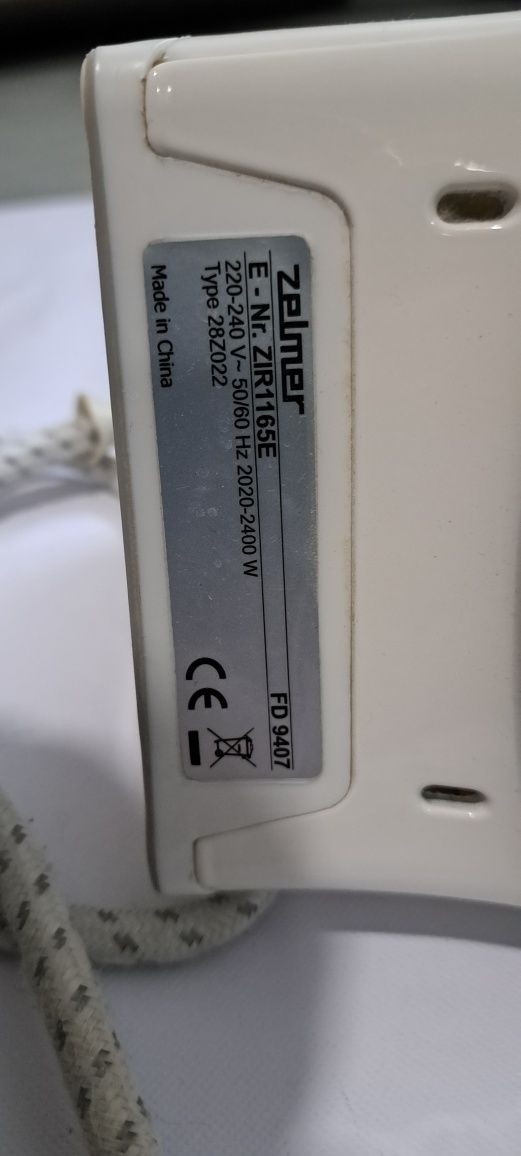 zelmer
E - Nr. ZIR1165E FD 9407
220-240 V~ 50/60 Hz 2020-2400 W
Type 28Z022
CE
Made in China